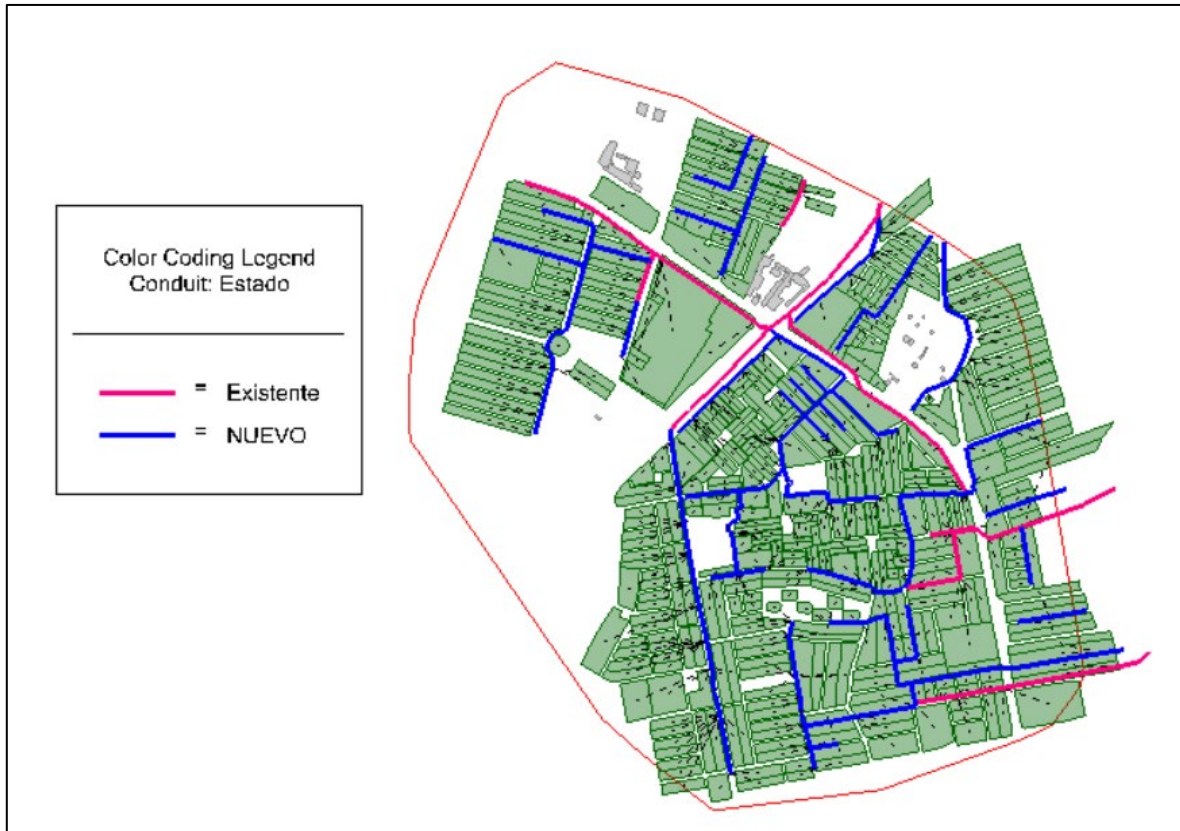 Color Coding Legend
Conduit: Estado
= Existente
= NUEVO